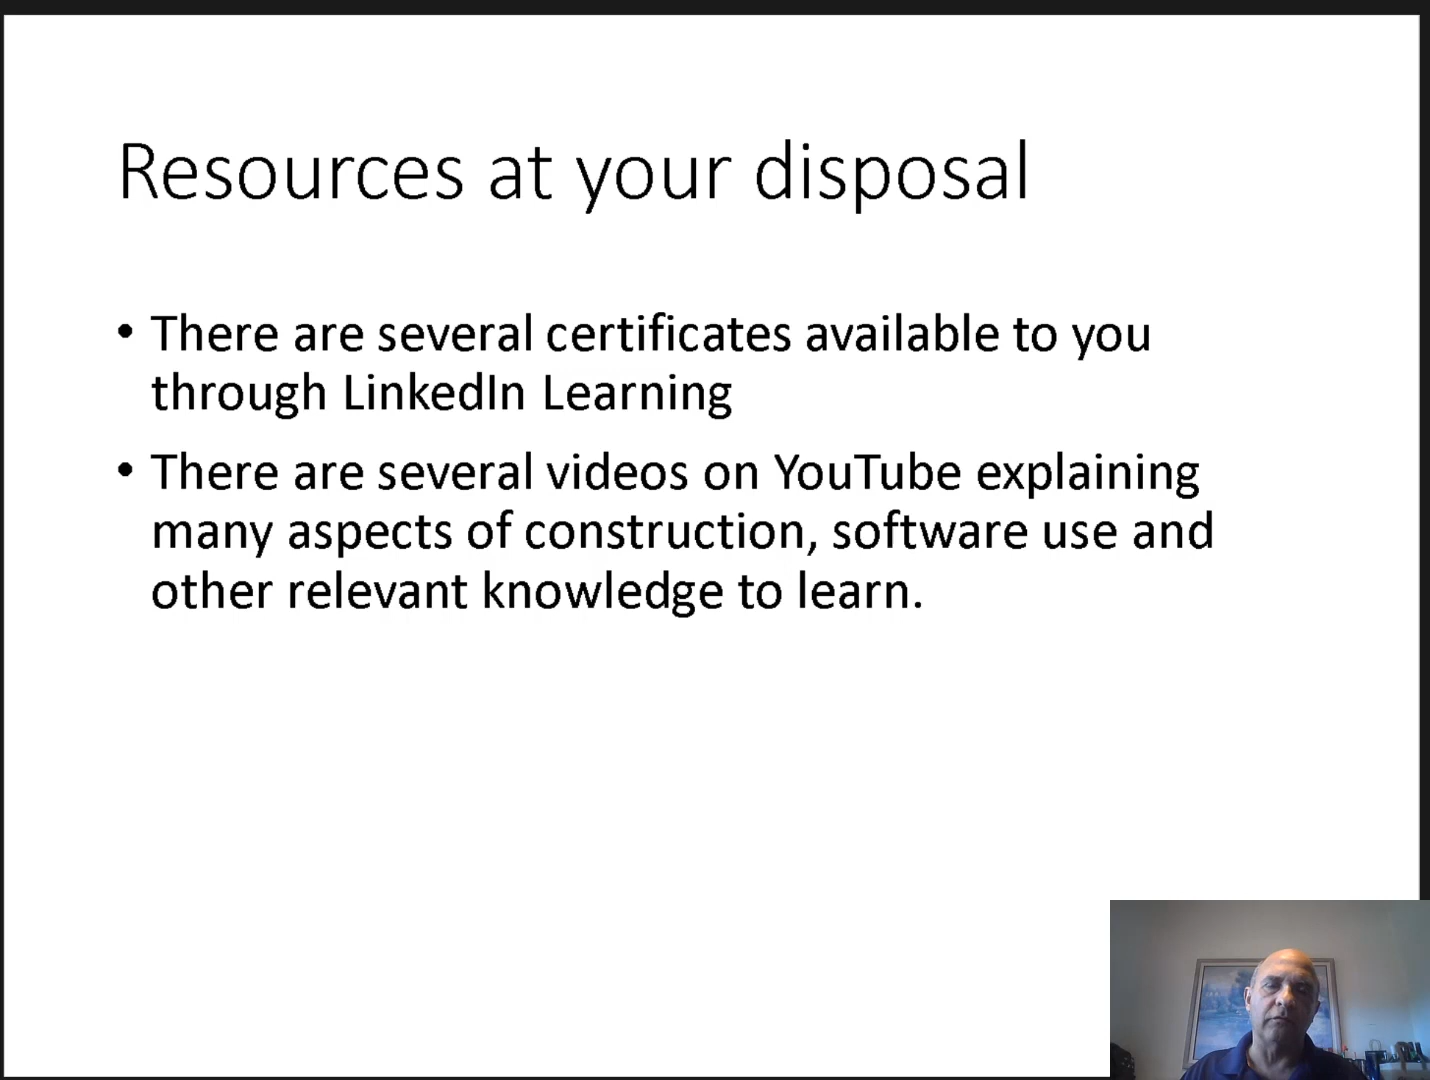 Resources at your disposal
• There are several certificates available to you
through LinkedIn Learning
• There are several videos on YouTube explaining
many aspects of construction, software use and
other relevant knowledge to learn.